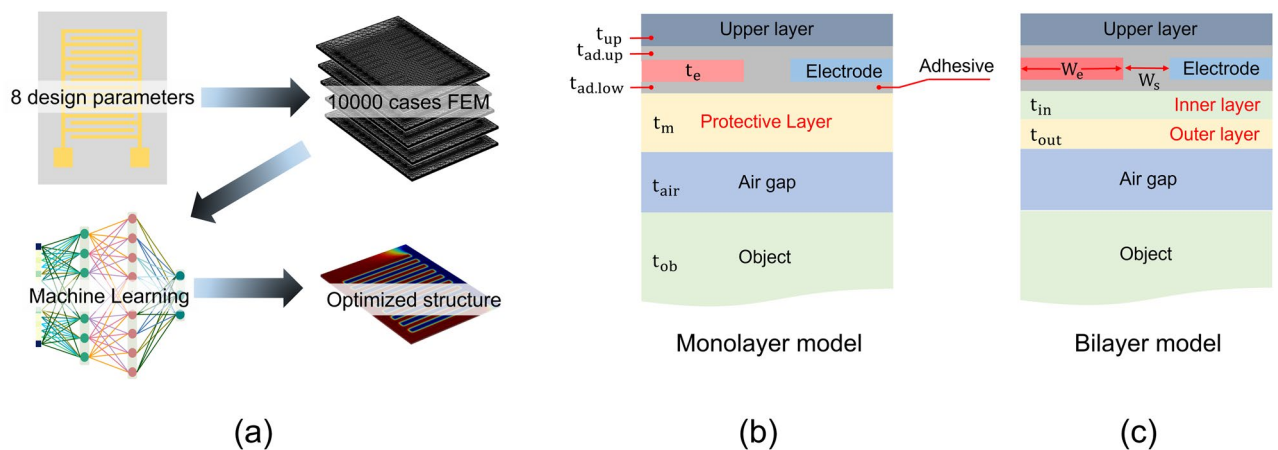 8 design parameters
10000 cases FEM
Machine Learning
Optimized structure
(a)
t_up
Upper layer
t_ad.up
t_e
Electrode
Adhesive
t_ad.low
t_m
Protective Layer
t_air
Air gap
t_ob
Object
Monolayer model
(b)
Upper layer
W_e
W_s
Electrode
t_in
Inner layer
t_out
Outer layer
Air gap
Object
Bilayer model
(c)